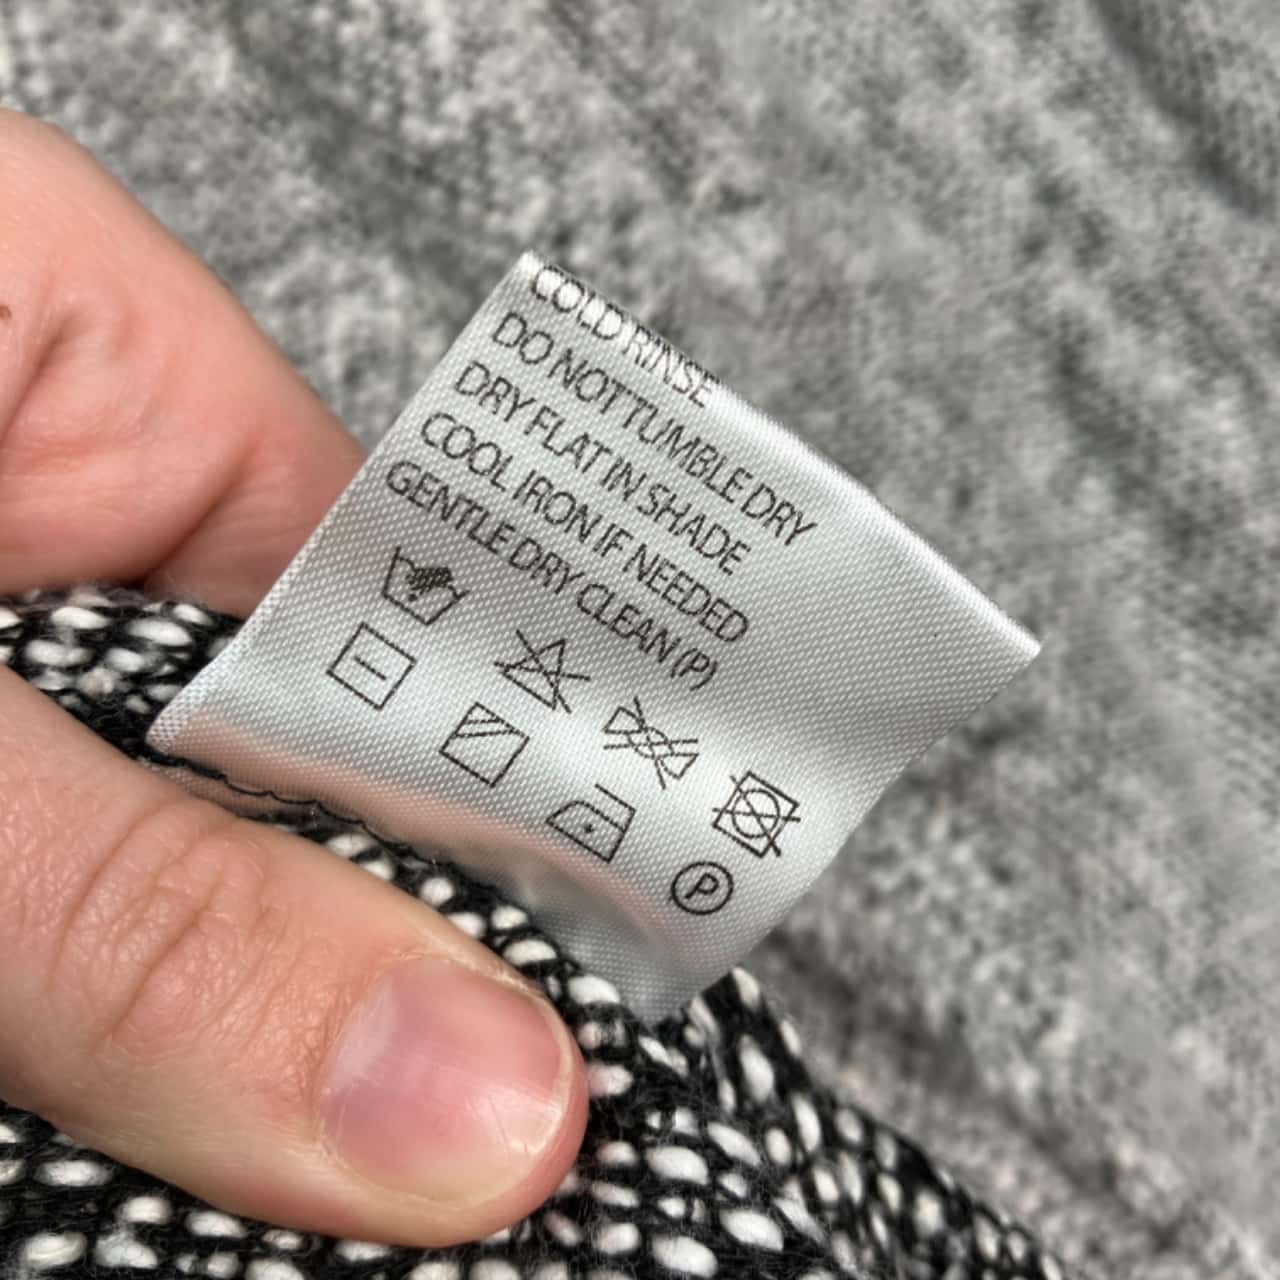 COLD RINSE
DO NOT TUMBLE DRY
DRY FLAT IN SHADE
COOL IRON IF NEEDED
GENTLE DRY CLEAN (P)
P